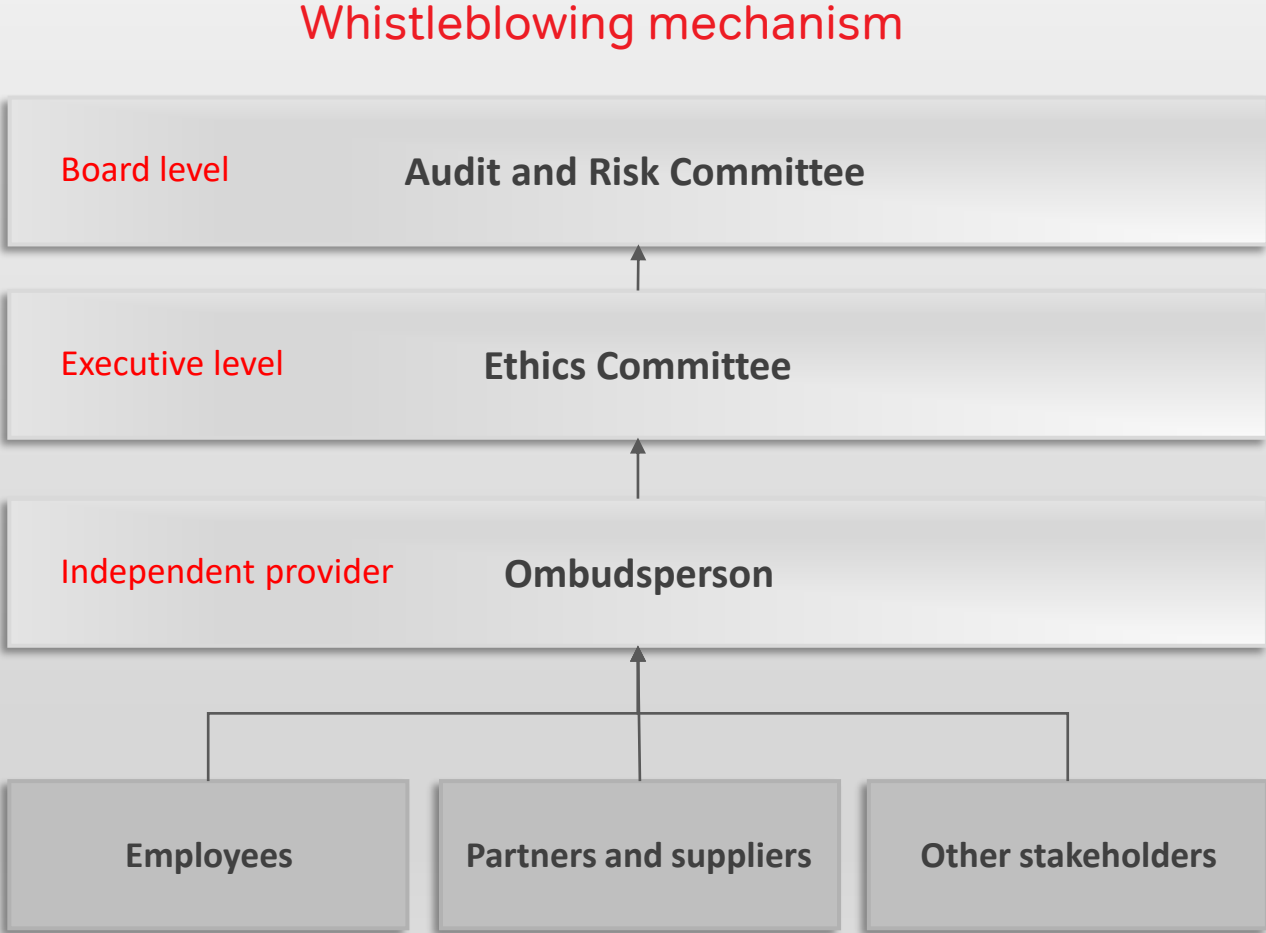 Whistleblowing mechanism
Board level Audit and Risk Committee
Executive level Ethics Committee
Independent provider Ombudsperson
Employees Partners and suppliers Other stakeholders